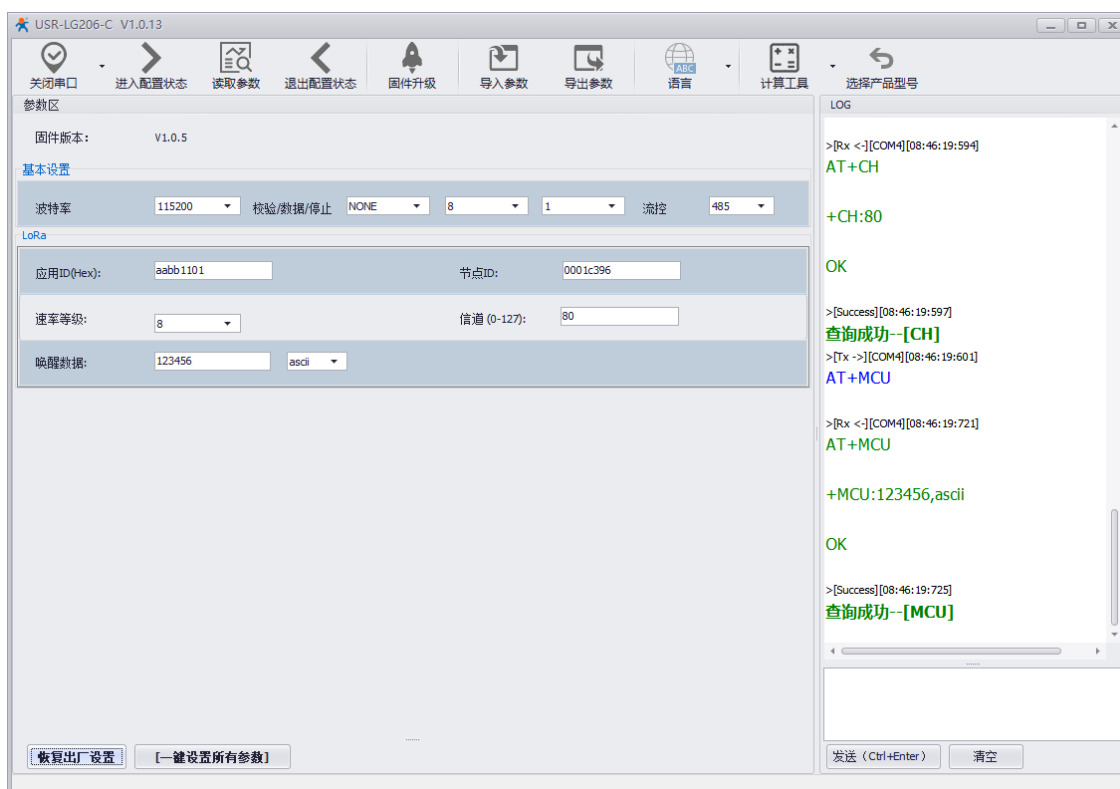 USR-LG206-C V1.0.13
关闭串口 进入配置状态 读取参数 退出配置状态 固件升级 导入参数 导出参数 ABC 语言 计算工具 选择产品型号
参数区
固件版本: V1.0.5
基本设置
波特率 115200 校验/数据/停止 NONE 8 1 流控 485
LoRa
应用ID(Hex): aabb1101 节点ID: 0001c396
速率等级: 8 信道 (0-127): 80
唤醒数据: 123456 ascii
恢复出厂设置 [一键设置所有参数]
LOG
>[Rx <-][COM4][08:46:19:594]
AT+CH
+CH:80
OK
>[Success][08:46:19:597]
查询成功--[CH]
>[Tx ->][COM4][08:46:19:601]
AT+MCU
>[Rx <-][COM4][08:46:19:721]
AT+MCU
+MCU:123456,ascii
OK
>[Success][08:46:19:725]
查询成功--[MCU]
发送（Ctrl+Enter） 清空